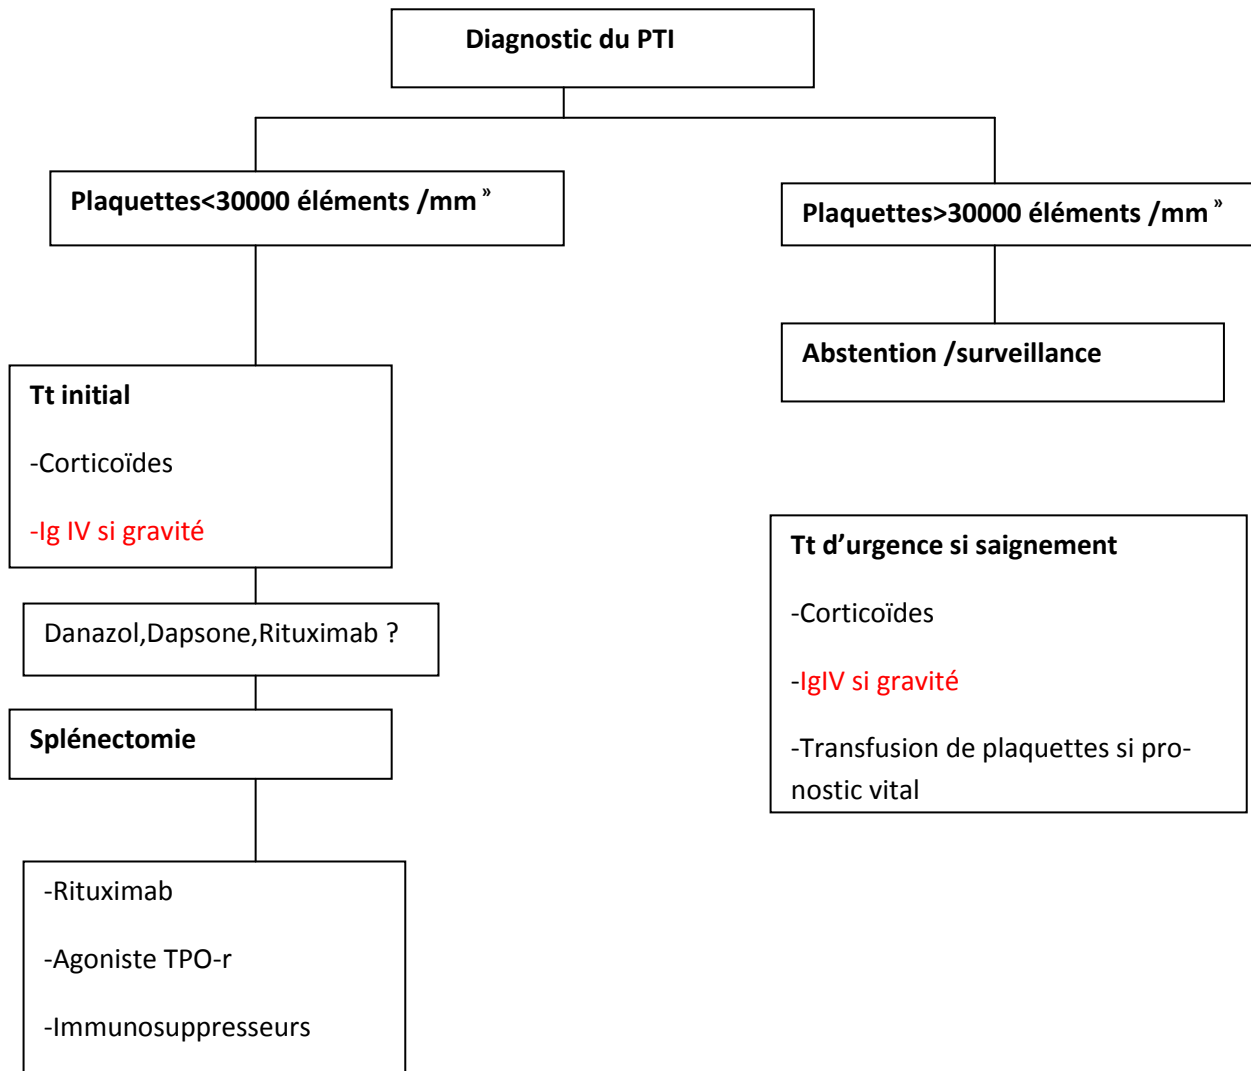 Diagnostic du PTI
Plaquettes<30000 éléments /mm »
Plaquettes>30000 éléments /mm »
Abstention /surveillance
Tt initial
-Corticoïdes
-Ig IV si gravité
Danazol,Dapsone,Rituximab ?
Splénectomie
-Rituximab
-Agoniste TPO-r
-Immunosuppresseurs
Tt d’urgence si saignement
-Corticoïdes
-IgIV si gravité
-Transfusion de plaquettes si pro-
nostic vital